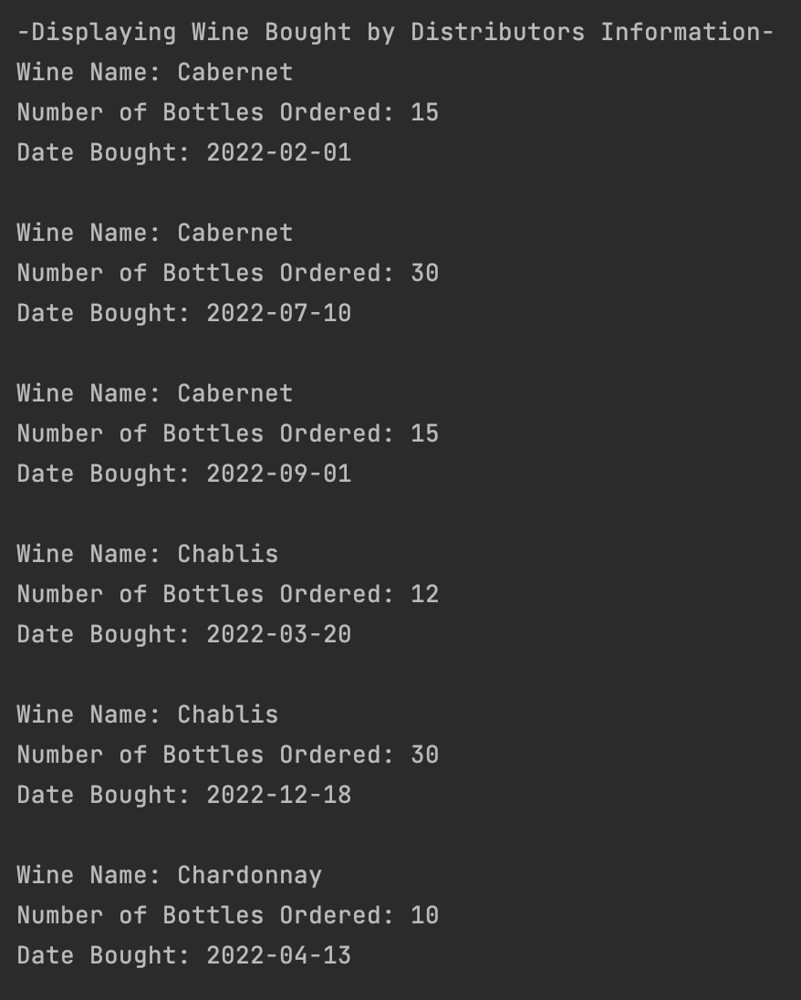 -Displaying Wine Bought by Distributors Information-
Wine Name: Cabernet
Number of Bottles Ordered: 15
Date Bought: 2022-02-01

Wine Name: Cabernet
Number of Bottles Ordered: 30
Date Bought: 2022-07-10

Wine Name: Cabernet
Number of Bottles Ordered: 15
Date Bought: 2022-09-01

Wine Name: Chablis
Number of Bottles Ordered: 12
Date Bought: 2022-03-20

Wine Name: Chablis
Number of Bottles Ordered: 30
Date Bought: 2022-12-18

Wine Name: Chardonnay
Number of Bottles Ordered: 10
Date Bought: 2022-04-13